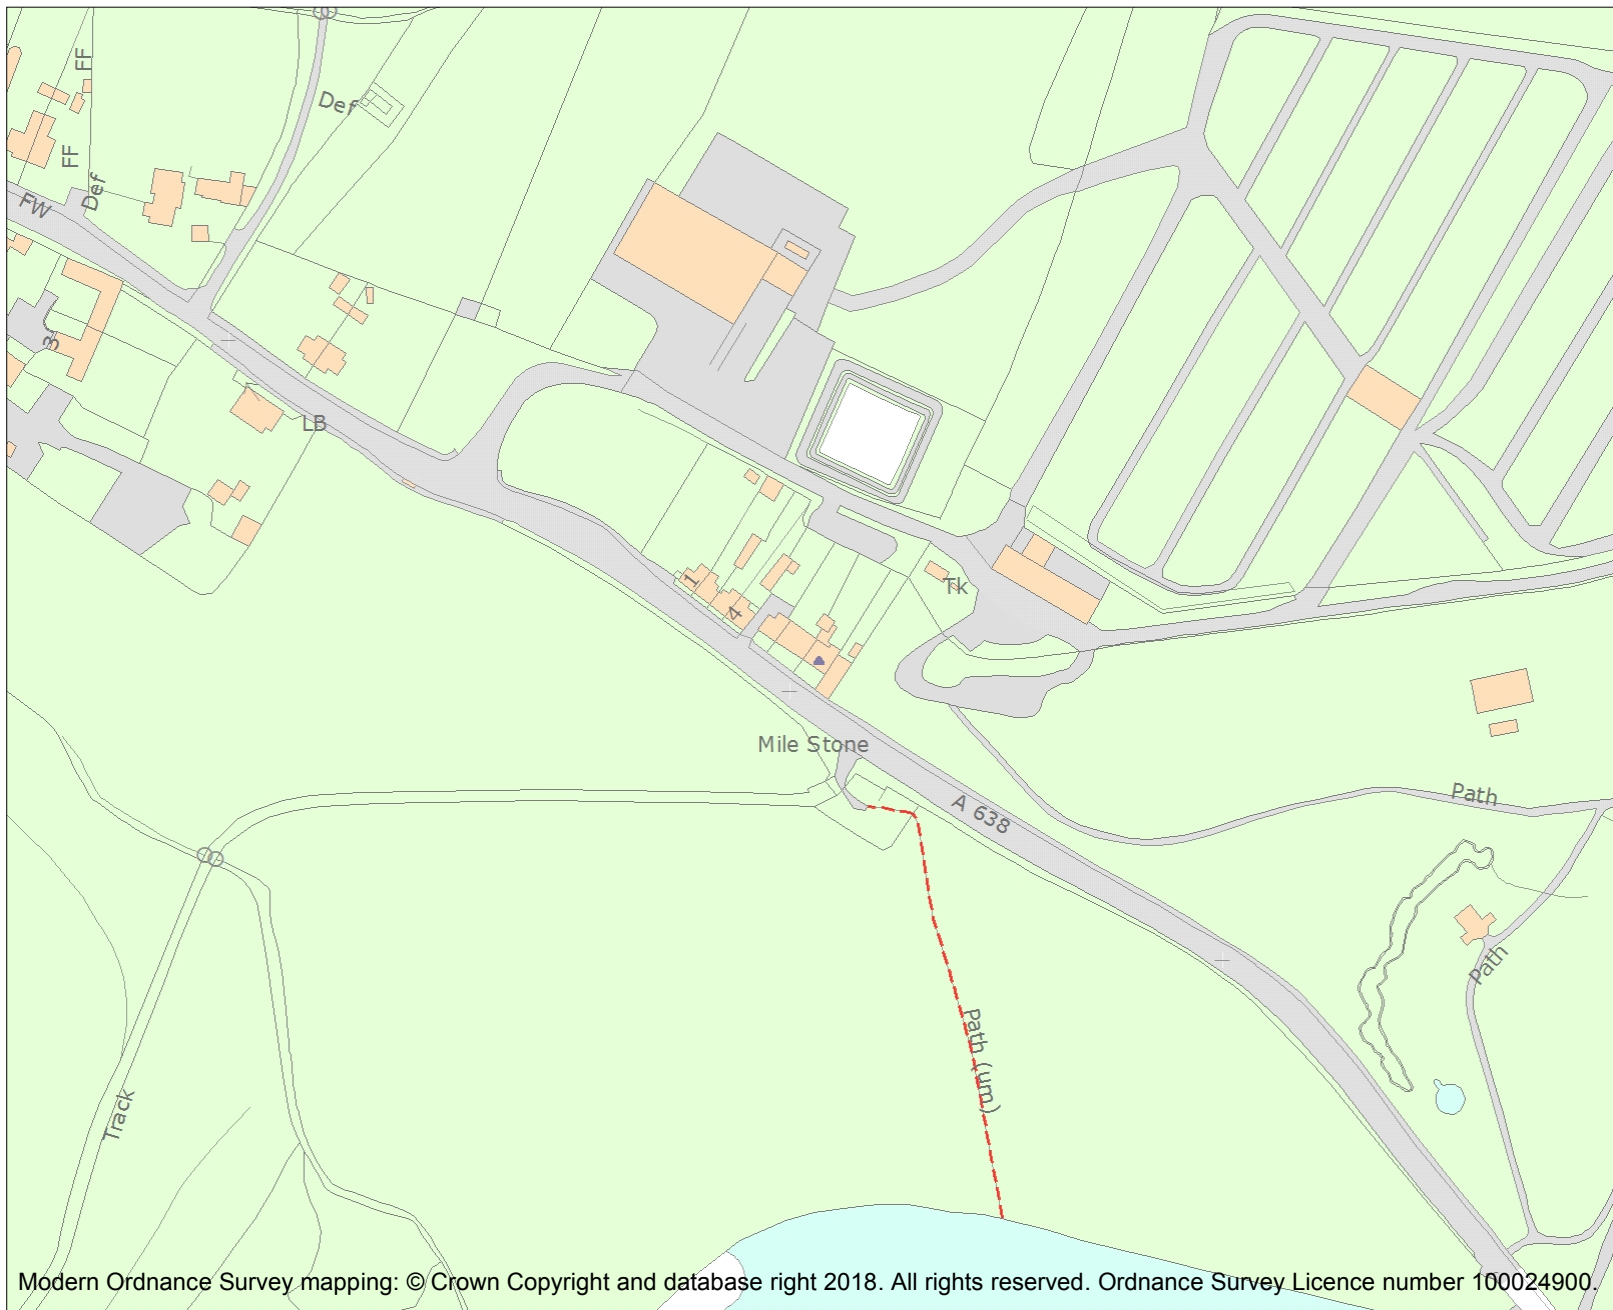 FF
Def
FF
Def
FW
3
LB
1
4
Tk
Mile Stone
A 638
Path
Path
Path (um)
Track
Modern Ordnance Survey mapping: © Crown Copyright and database right 2018. All rights reserved. Ordnance Survey Licence number 100024900.